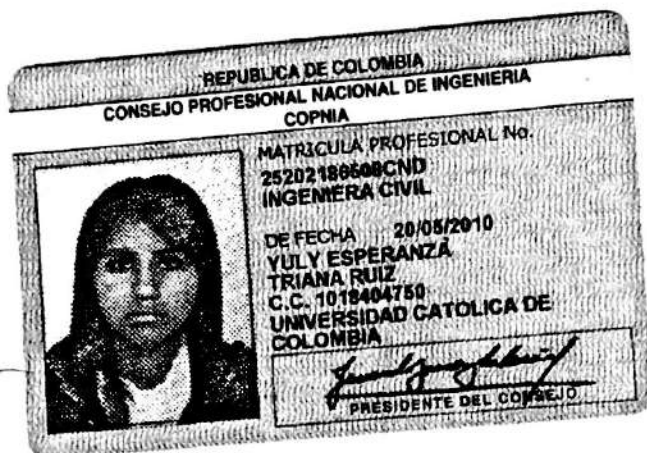 REPUBLICA DE COLOMBIA
CONSEJO PROFESIONAL NACIONAL DE INGENIERIA
COPNIA
MATRICULA PROFESIONAL No.
INGENIERA CIVIL
DE FECHA 20/05/2010
YULY ESPERANZA
TRIANA RUIZ
C.C. 1018404750
UNIVERSIDAD CATOLICA DE
COLOMBIA
PRESIDENTE DEL CONSEJO